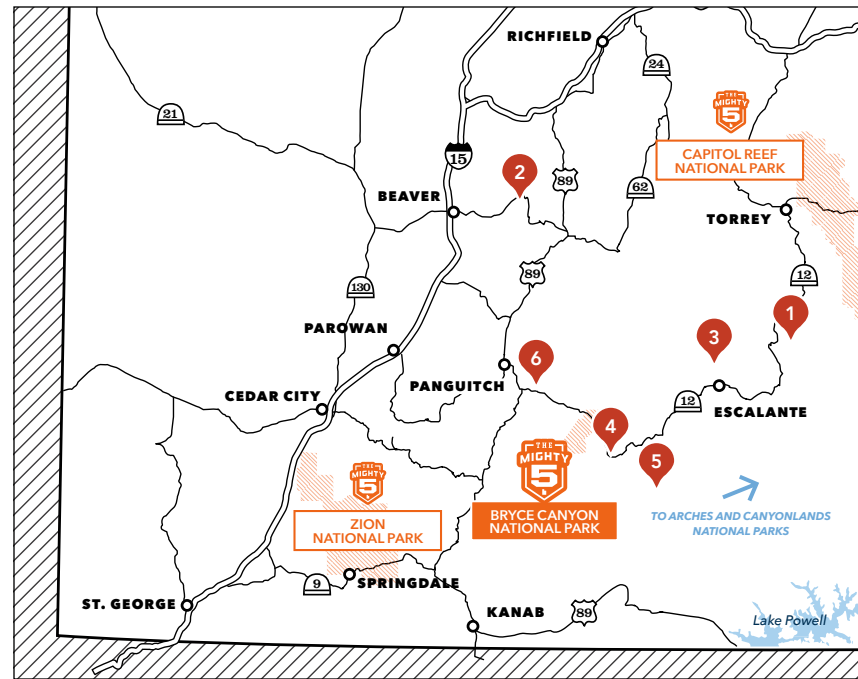 RICHFIELD
24
21
THE
MIGHTY
5
CAPITOL REEF
NATIONAL PARK
15
2
89
62
BEAVER
TORREY
89
12
130
1
PAROWAN
3
6
PANGUITCH
CEDAR CITY
12
ESCALANTE
4
THE
MIGHTY
5
THE
MIGHTY
5
5
BRYCE CANYON
NATIONAL PARK
ZION
NATIONAL PARK
TO ARCHES AND CANYONLANDS
NATIONAL PARKS
9
SPRINGDALE
ST. GEORGE
KANAB
89
Lake Powell